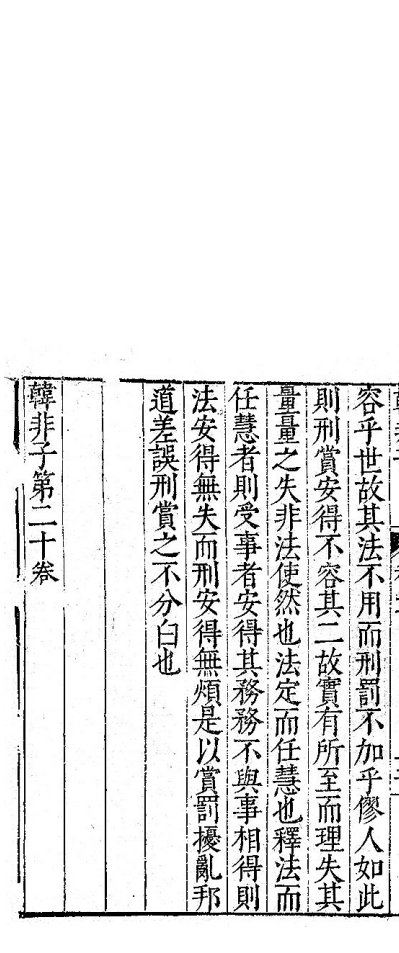 容乎世故其法不用而刑罰不加乎僇人如此
則刑賞安得不容其二故實有所至而理失其
量量之失非法使然也法定而任慧也釋法而
任慧者則受事者安得其務務不與事相得則
法安得無失而刑安得無煩是以賞罰擾亂邦
道差誤刑賞之不分白也
韓非子第二十卷